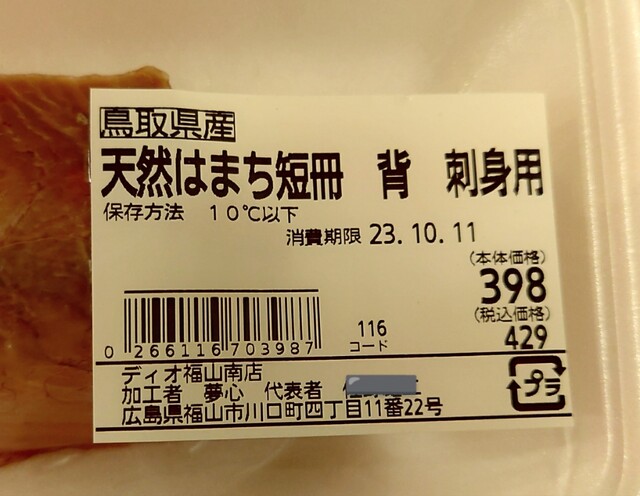 鳥取県産
天然はまち短冊 背 刺身用
保存方法 10℃以下
消費期限 23.10.11
(本体価格)
398
(税込価格)
429
0 266116 703987
116
コード
ディオ福山南店
加工者 夢心 代表者
広島県福山市川口町四丁目11番22号
プラ